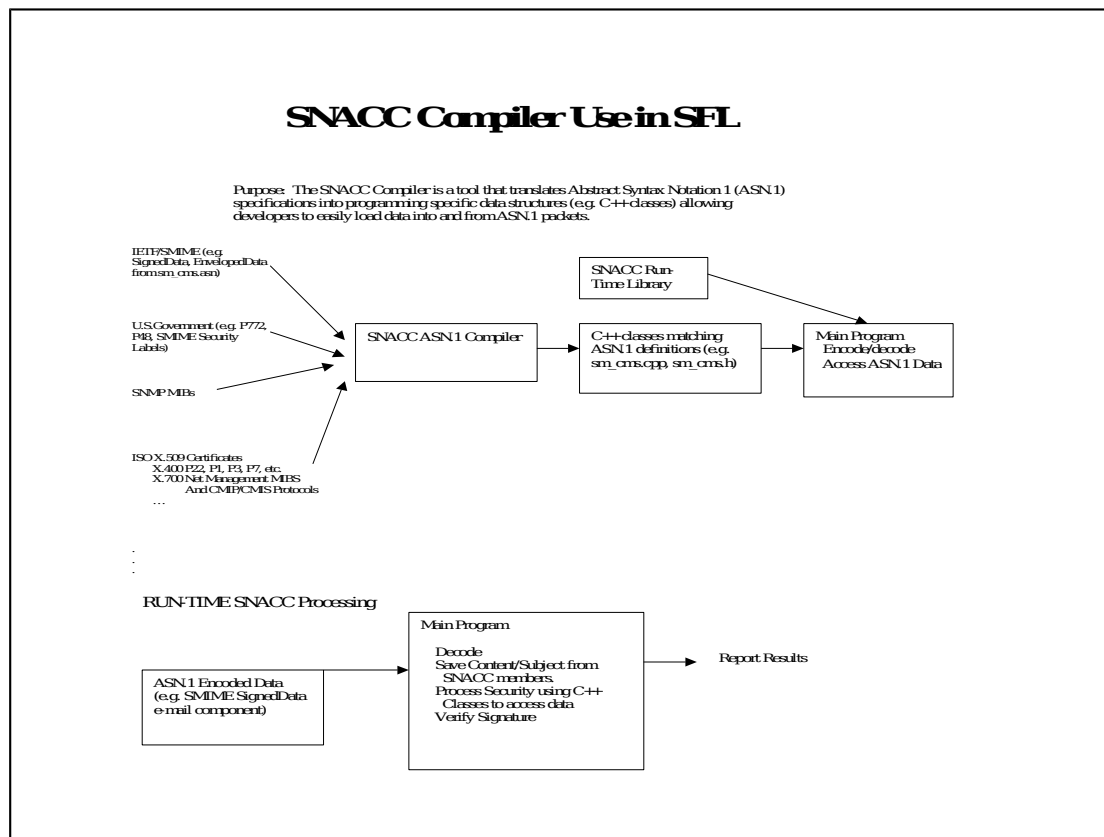 SNACC Compiler Use in SFL
Purpose: The SNACC Compiler is a tool that translates Abstract Syntax Notation 1 (ASN.1)
specifications into programming specific data structures (e.g. C++ classes) allowing
developers to easily load data into and from ASN.1 packets.
IETF/SMIME (e.g.
SignedData, EnvelopedData
from sm_cms.asn)
U.S. Government (e.g. P772,
P48, SMIME Security
Labels)
SNMP MIBs
ISO X.509 Certificates
X.400 P22, P1, P3, P7, etc.
X.700 Net Management MIBS
And CMIP/CMIS Protocols
…
SNACC ASN.1 Compiler
SNACC Run-
Time Library
C++ classes matching
ASN.1 definitions (e.g.
sm_cms.cpp, sm_cms.h)
Main Program
Encode/decode
Access ASN.1 Data
.
.
.
RUN-TIME SNACC Processing
ASN.1 Encoded Data
(e.g. SMIME SignedData
e-mail component)
Main Program
Decode
Save Content/Subject from
SNACC members.
Process Security using C++
Classes to access data
Verify Signature
Report Results